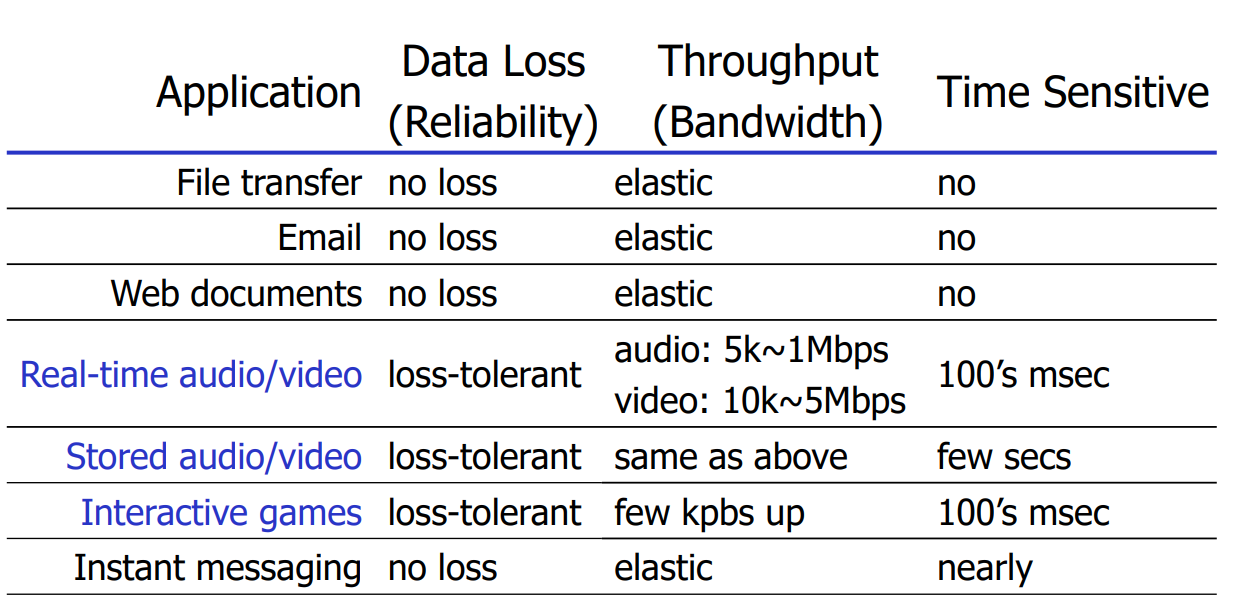 Application Data Loss (Reliability) Throughput (Bandwidth) Time Sensitive
File transfer no loss elastic no
Email no loss elastic no
Web documents no loss elastic no
Real-time audio/video loss-tolerant audio: 5k~1Mbps video: 10k~5Mbps 100’s msec
Stored audio/video loss-tolerant same as above few secs
Interactive games loss-tolerant few kpbs up 100’s msec
Instant messaging no loss elastic nearly